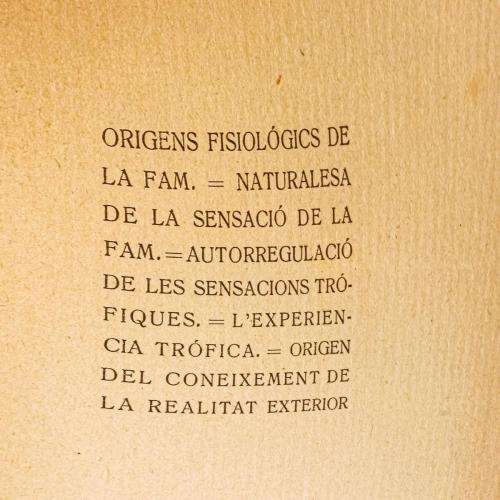 ORIGENS FISIOLÓGICS DE
LA FAM. = NATURALESA
DE LA SENSACIÓ DE LA
FAM. = AUTORREGULACIÓ
DE LES SENSACIONS TRÓ-
FIQUES. = L'EXPERIEN-
CIA TRÓFICA. = ORIGEN
DEL CONEIXEMENT DE
LA REALITAT EXTERIOR